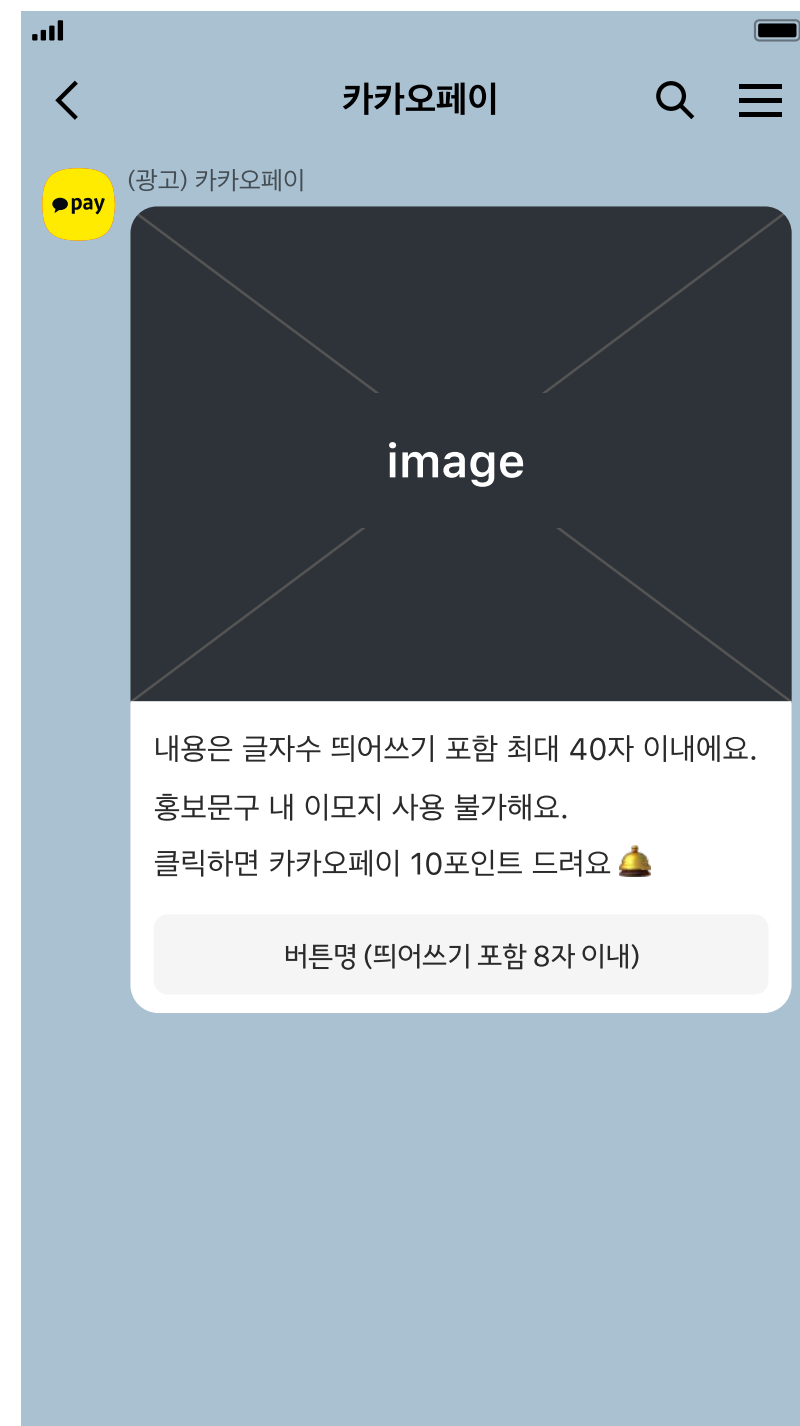 카카오페이
(광고) 카카오페이
pay
image
내용은 글자수 띄어쓰기 포함 최대 40자 이내에요.
홍보문구 내 이모지 사용 불가해요.
클릭하면 카카오페이 10포인트 드려요 🛎️
버튼명 (띄어쓰기 포함 8자 이내)